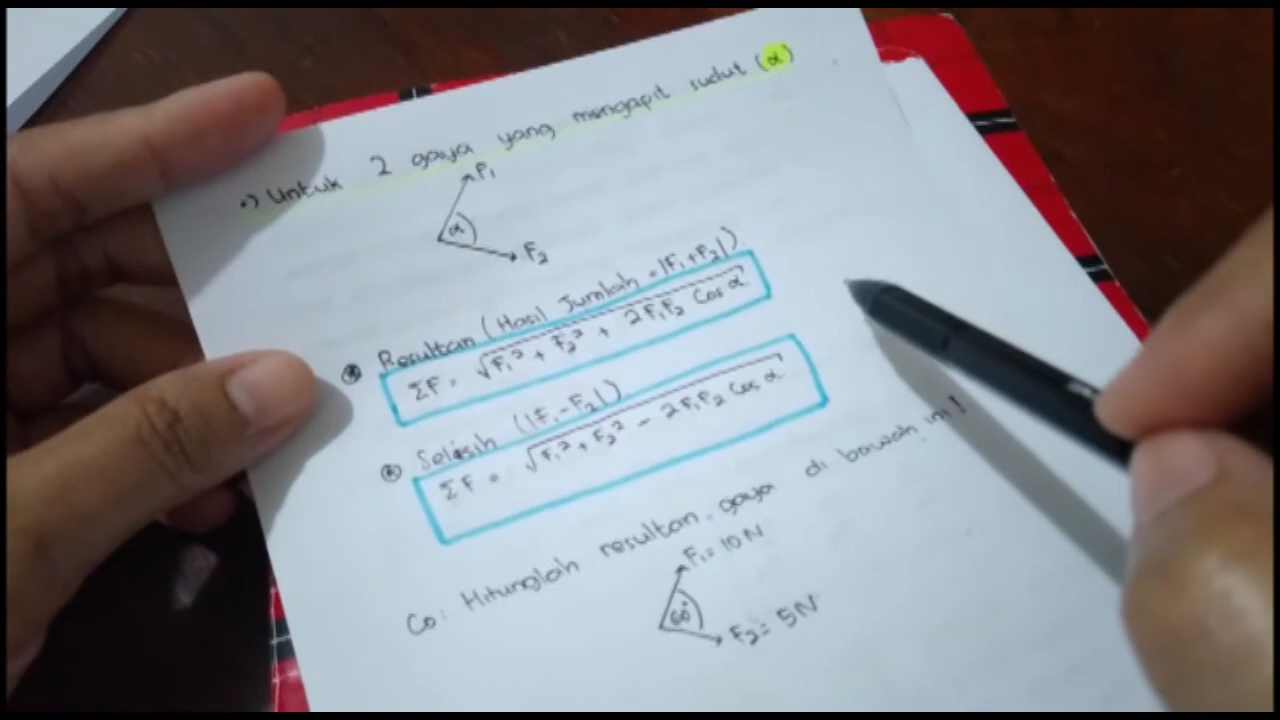 •) Untuk 2 gaya yang mengapit sudut (α)
F₁
α
F₂
Resultan (Hasil Jumlah = |F₁+F₂|)
ΣF = √F₁² + F₂² + 2F₁F₂ Cos α
Selisih (|F₁-F₂|)
ΣF = √F₁² + F₂² - 2F₁F₂ Cos α
Co: Hitunglah resultan gaya di bawah ini!
F₁= 10 N
60°
F₂= 5N